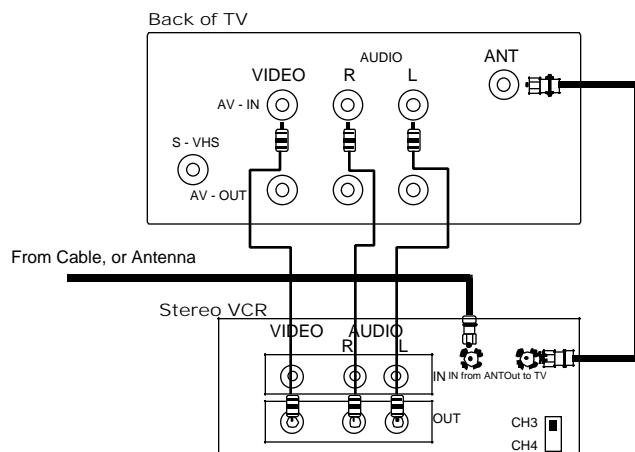 Back of TV
AUDIO
ANT
VIDEO R L
AV - IN
S - VHS
AV - OUT
From Cable, or Antenna
Stereo VCR
VIDEO AUDIO
R L
IN IN from ANT Out to TV
OUT
CH3
CH4